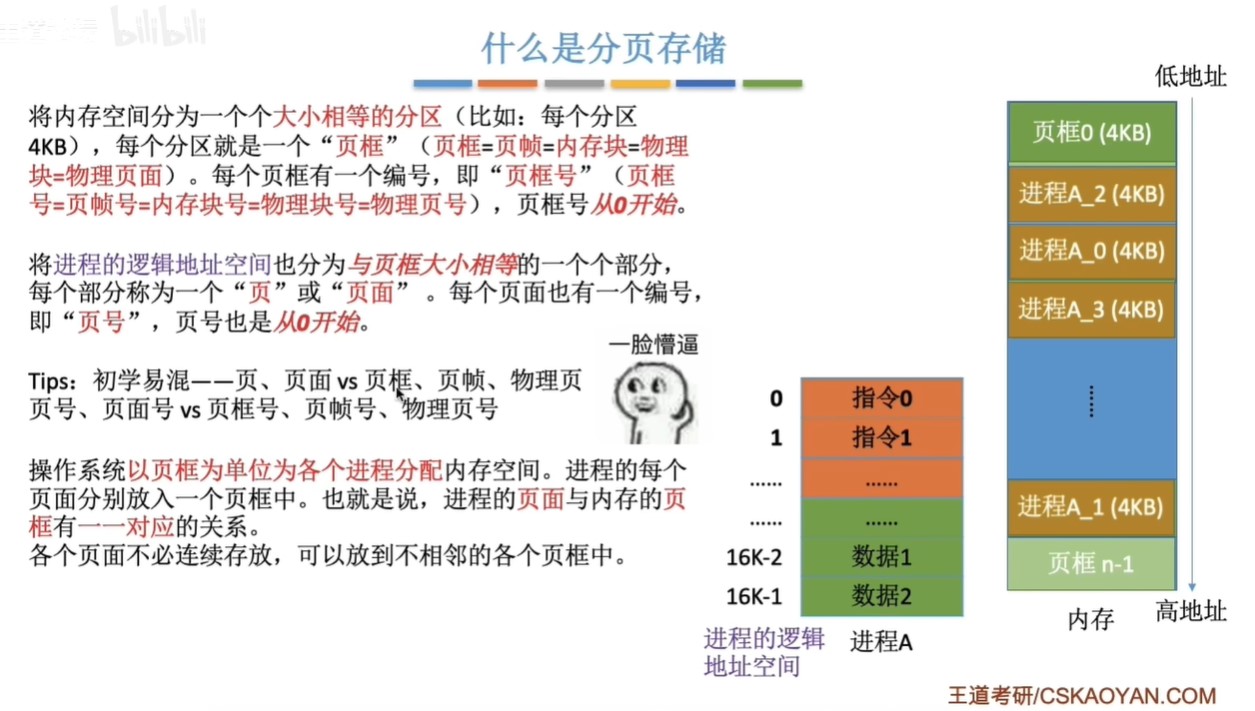 bilibili
什么是分页存储
将内存空间分为一个个大小相等的分区（比如：每个分区
4KB），每个分区就是一个“页框”（页框=页帧=内存块=物理
块=物理页面）。每个页框有一个编号，即“页框号”（页框
号=页帧号=内存块号=物理块号=物理页号），页框号从0开始。
将进程的逻辑地址空间也分为与页框大小相等的一个个部分，
每个部分称为一个“页”或“页面” 。每个页面也有一个编号，
即“页号”，页号也是从0开始。
Tips：初学易混——页、页面 vs 页框、页帧、物理页
页号、页面号 vs 页框号、页帧号、物理页号
一脸懵逼
操作系统以页框为单位为各个进程分配内存空间。进程的每个
页面分别放入一个页框中。也就是说，进程的页面与内存的页
框有一一对应的关系。
各个页面不必连续存放，可以放到不相邻的各个页框中。
0 指令0
1 指令1
...... ......
...... ......
16K-2 数据1
16K-1 数据2
进程的逻辑
地址空间
进程A
低地址
页框0 (4KB)
进程A_2 (4KB)
进程A_0 (4KB)
进程A_3 (4KB)
......
进程A_1 (4KB)
页框 n-1
内存
高地址
王道考研/CSKAOYAN.COM